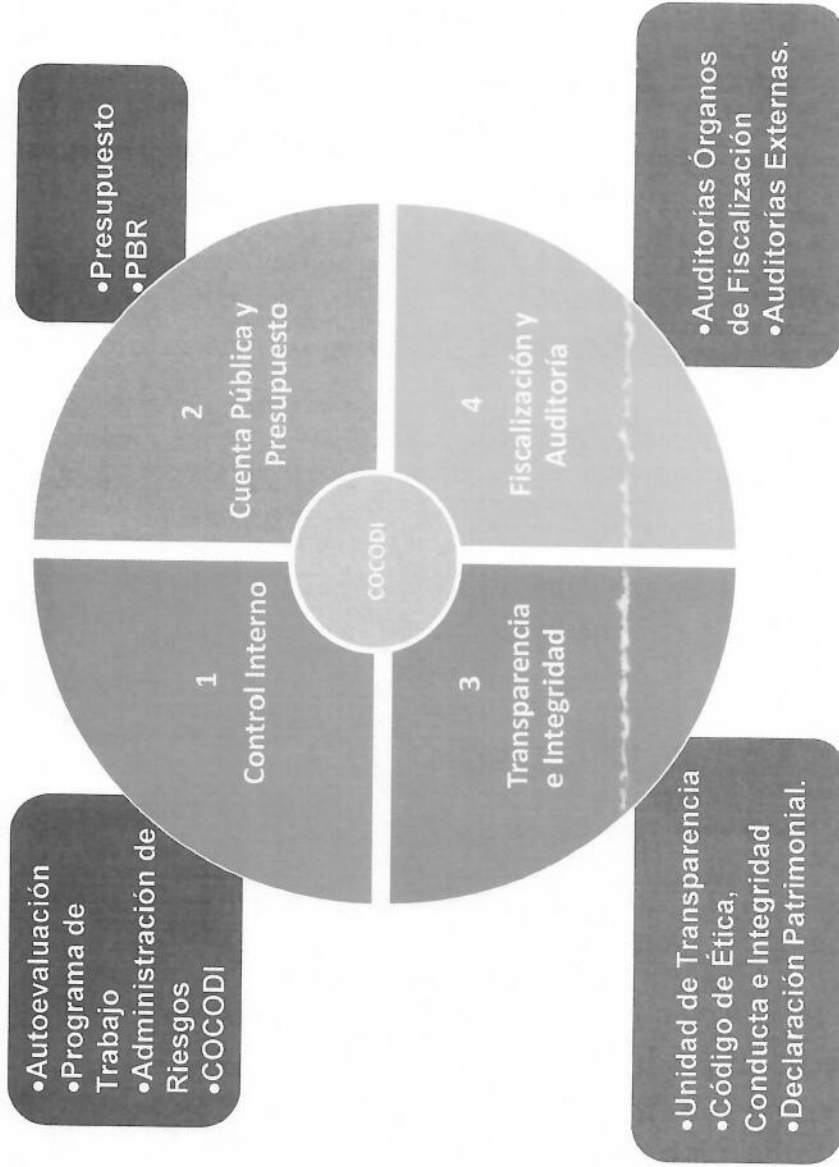 •Autoevaluación
•Programa de
Trabajo
•Administración de
Riesgos
•COCODI
1
Control Interno
2
Cuenta Pública y
Presupuesto
•Presupuesto
•PBR
COCODI
•Unidad de Transparencia
•Código de Ética,
Conducta e Integridad
•Declaración Patrimonial.
3
Transparencia
e Integridad
4
Fiscalización y
Auditoría
•Auditorías Órganos
de Fiscalización
•Auditorías Externas.